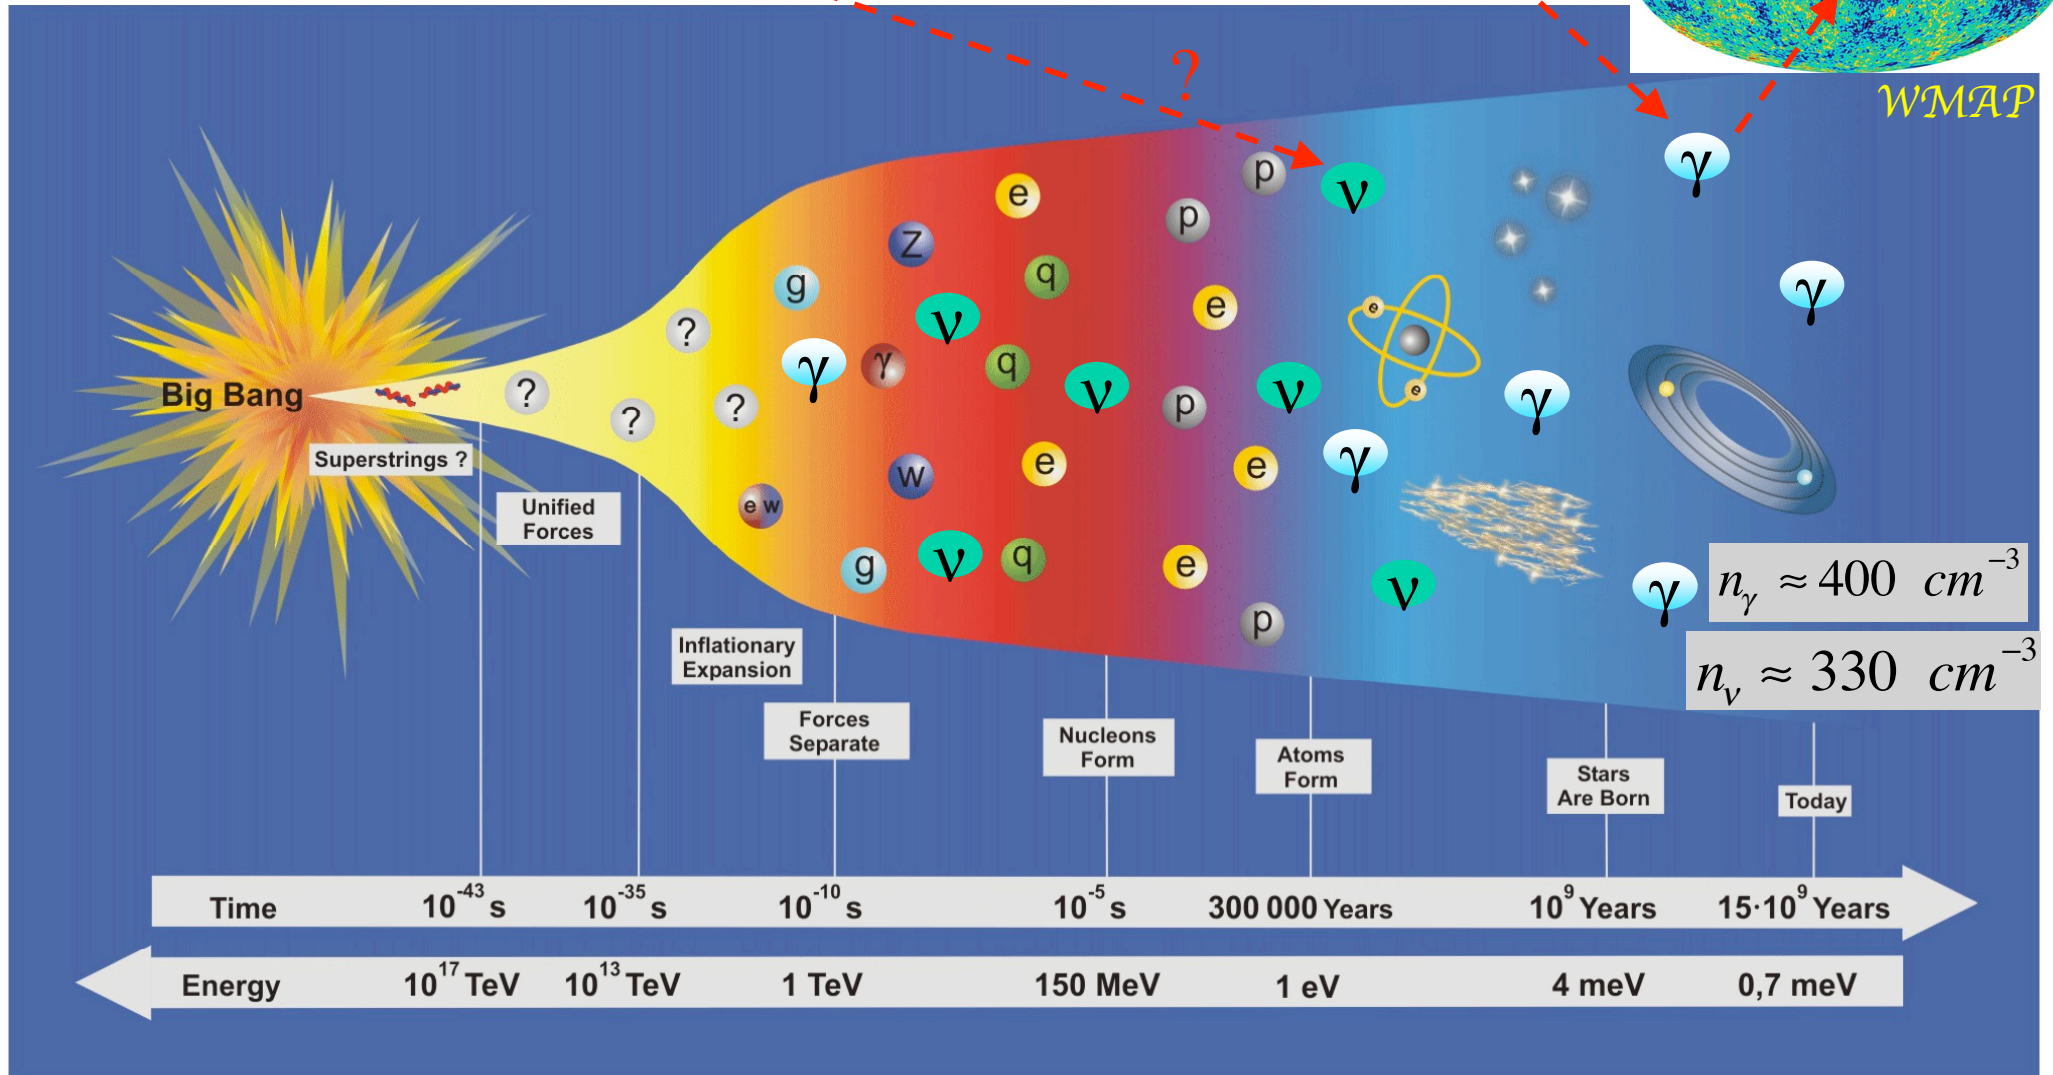 ?
WMAP
γ
p
ν
e
p
Z
γ
q
g
e
?
ν
γ
γ
q
ν
ν
γ
?
?
p
Big Bang
?
γ
Superstrings ?
e
e
w
e w
Unified
Forces
g
ν
q
e
ν
γ
p
e
e
nγ ≈ 400 cm⁻³
nν ≈ 330 cm⁻³
Inflationary
Expansion
Forces
Separate
Nucleons
Form
Atoms
Form
Stars
Are Born
Today
Time 10⁻⁴³ s 10⁻³⁵ s 10⁻¹⁰ s 10⁻⁵ s 300 000 Years 10⁹ Years 15·10⁹ Years
Energy 10¹⁷ TeV 10¹³ TeV 1 TeV 150 MeV 1 eV 4 meV 0,7 meV